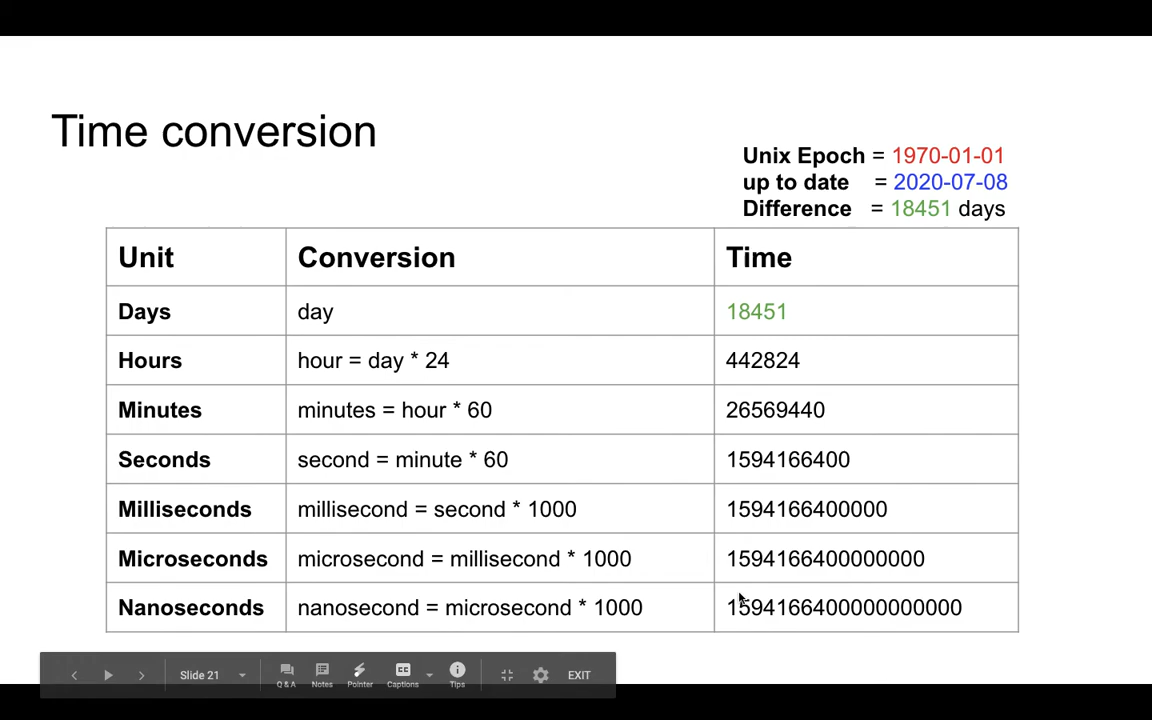 Time conversion
Unix Epoch = 1970-01-01
up to date = 2020-07-08
Difference = 18451 days
Unit Conversion Time
Days day 18451
Hours hour = day * 24 442824
Minutes minutes = hour * 60 26569440
Seconds second = minute * 60 1594166400
Milliseconds millisecond = second * 1000 1594166400000
Microseconds microsecond = millisecond * 1000 1594166400000000
Nanoseconds nanosecond = microsecond * 1000 1594166400000000000
Slide 21 Q & A Notes Pointer Captions Tips EXIT